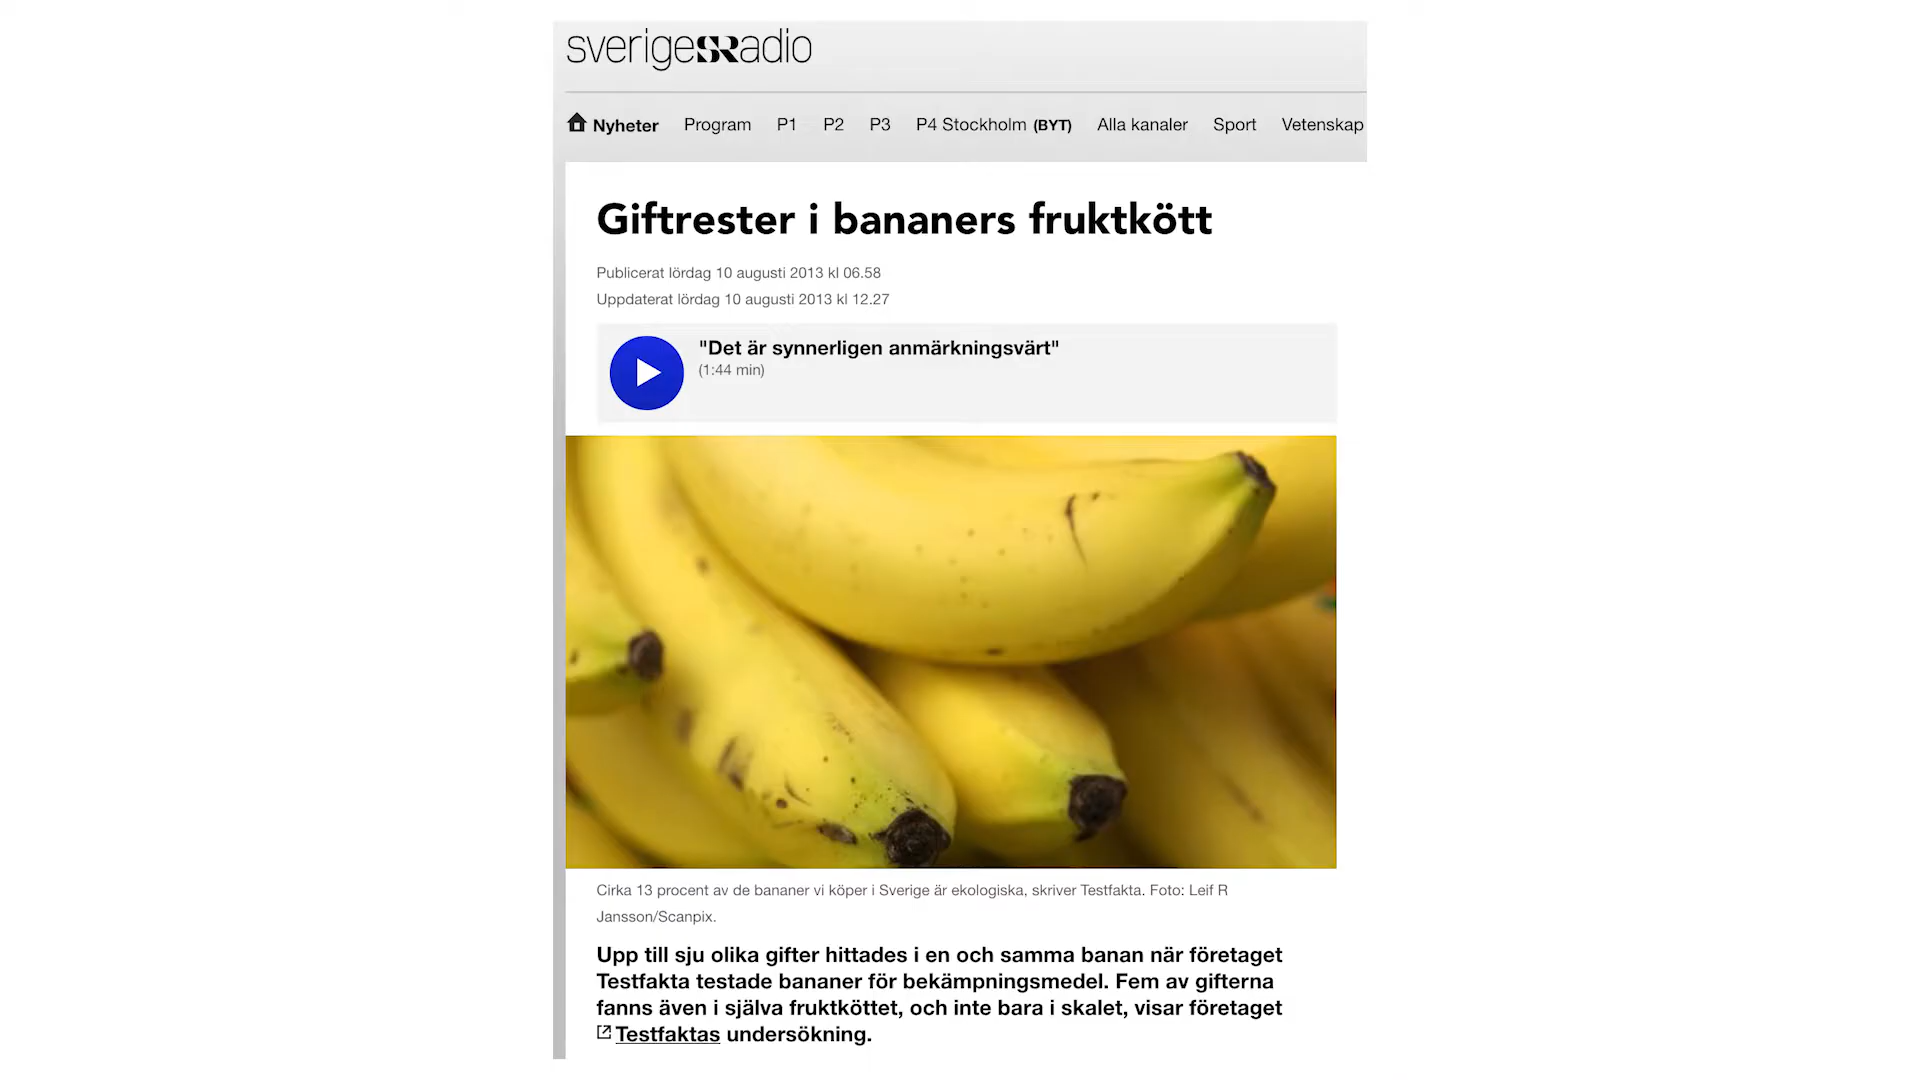 sverigesRadio
Nyheter Program P1 P2 P3 P4 Stockholm (BYT) Alla kanaler Sport Vetenskap
Giftrester i bananers fruktkött
Publicerat lördag 10 augusti 2013 kl 06.58
Uppdaterat lördag 10 augusti 2013 kl 12.27
"Det är synnerligen anmärkningsvärt"
(1:44 min)
Cirka 13 procent av de bananer vi köper i Sverige är ekologiska, skriver Testfakta. Foto: Leif R
Jansson/Scanpix.
Upp till sju olika gifter hittades i en och samma banan när företaget
Testfakta testade bananer för bekämpningsmedel. Fem av gifterna
fanns även i själva fruktköttet, och inte bara i skalet, visar företaget
Testfaktas undersökning.